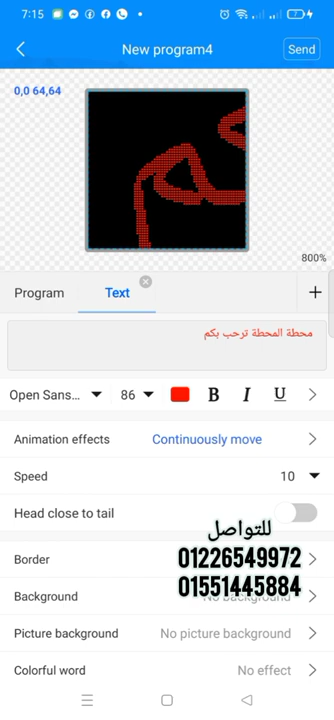 7:15
New program4
Send
0,0 64,64
800%
Program
Text
محطة المحطة ترحب بكم
Open Sans...
86
B I U
Animation effects
Continuously move
Speed
10
Head close to tail
للتواصل
Border
01226549972
Background
No background
01551445884
Picture background
No picture background
Colorful word
No effect